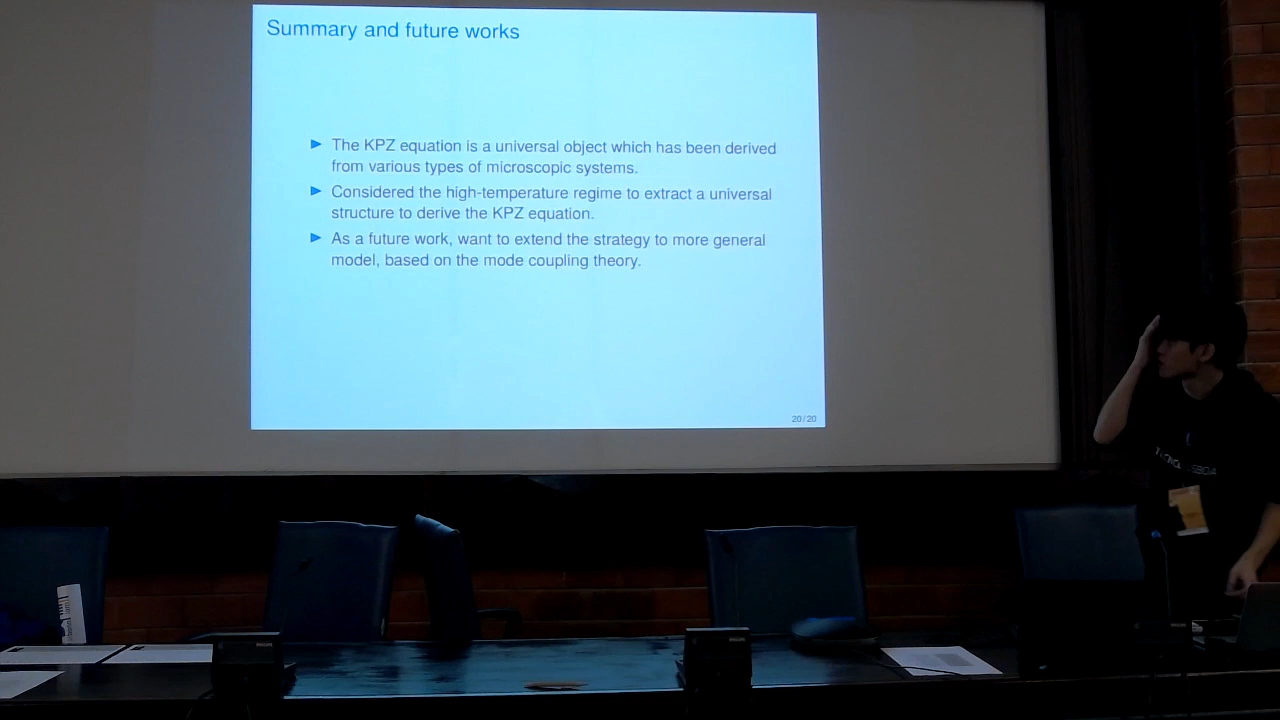 Summary and future works
► The KPZ equation is a universal object which has been derived
from various types of microscopic systems.
► Considered the high-temperature regime to extract a universal
structure to derive the KPZ equation.
► As a future work, want to extend the strategy to more general
model, based on the mode coupling theory.
20/20